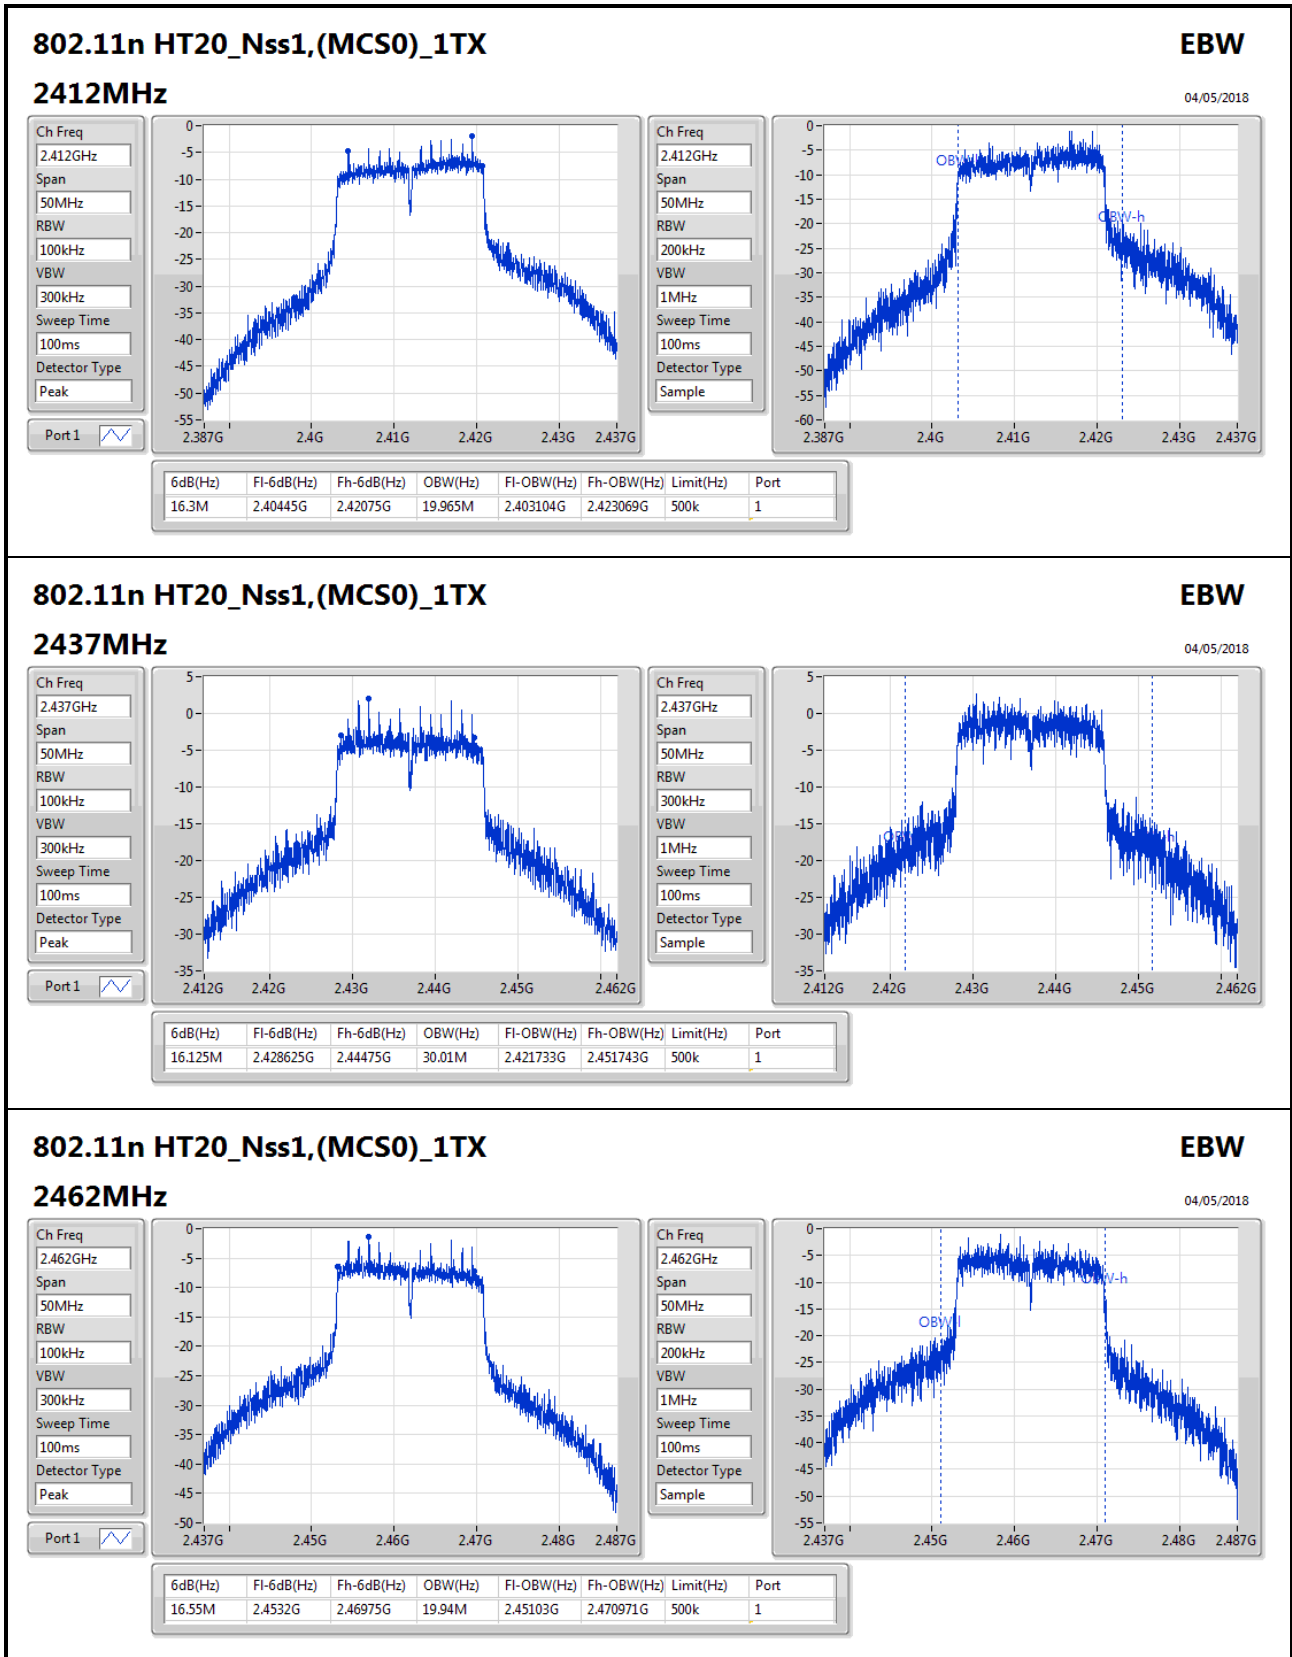 802.11n HT20_Nss1,(MCS0)_1TX EBW
2412MHz 04/05/2018
Ch Freq
2.412GHz
Span
50MHz
RBW
100kHz
VBW
300kHz
Sweep Time
100ms
Detector Type
Peak
Port 1
0-
-5-
-10-
-15-
-20-
-25-
-30-
-35-
-40-
-45-
-50-
-55-
2.387G 2.4G 2.41G 2.42G 2.43G 2.437G
Ch Freq
2.412GHz
Span
50MHz
RBW
200kHz
VBW
1MHz
Sweep Time
100ms
Detector Type
Sample
0-
-5-
-10-
-15-
-20-
-25-
-30-
-35-
-40-
-45-
-50-
-55-
-60-
OBW-h
2.387G 2.4G 2.41G 2.42G 2.43G 2.437G
6dB(Hz) Fl-6dB(Hz) Fh-6dB(Hz) OBW(Hz) Fl-OBW(Hz) Fh-OBW(Hz) Limit(Hz) Port
16.3M 2.40445G 2.42075G 19.965M 2.403104G 2.423069G 500k 1
802.11n HT20_Nss1,(MCS0)_1TX EBW
2437MHz 04/05/2018
Ch Freq
2.437GHz
Span
50MHz
RBW
100kHz
VBW
300kHz
Sweep Time
100ms
Detector Type
Peak
Port 1
5-
0-
-5-
-10-
-15-
-20-
-25-
-30-
-35-
2.412G 2.42G 2.43G 2.44G 2.45G 2.462G
Ch Freq
2.437GHz
Span
50MHz
RBW
300kHz
VBW
1MHz
Sweep Time
100ms
Detector Type
Sample
5-
0-
-5-
-10-
-15-
-20-
-25-
-30-
-35-
2.412G 2.42G 2.43G 2.44G 2.45G 2.462G
6dB(Hz) Fl-6dB(Hz) Fh-6dB(Hz) OBW(Hz) Fl-OBW(Hz) Fh-OBW(Hz) Limit(Hz) Port
16.125M 2.428625G 2.44475G 30.01M 2.421733G 2.451743G 500k 1
802.11n HT20_Nss1,(MCS0)_1TX EBW
2462MHz 04/05/2018
Ch Freq
2.462GHz
Span
50MHz
RBW
100kHz
VBW
300kHz
Sweep Time
100ms
Detector Type
Peak
Port 1
0-
-5-
-10-
-15-
-20-
-25-
-30-
-35-
-40-
-45-
-50-
2.437G 2.45G 2.46G 2.47G 2.48G 2.487G
Ch Freq
2.462GHz
Span
50MHz
RBW
200kHz
VBW
1MHz
Sweep Time
100ms
Detector Type
Sample
0-
-5-
-10-
-15-
-20-
-25-
-30-
-35-
-40-
-45-
-50-
-55-
OBW-h
OBW-l
2.437G 2.45G 2.46G 2.47G 2.48G 2.487G
6dB(Hz) Fl-6dB(Hz) Fh-6dB(Hz) OBW(Hz) Fl-OBW(Hz) Fh-OBW(Hz) Limit(Hz) Port
16.55M 2.4532G 2.46975G 19.94M 2.45103G 2.470971G 500k 1